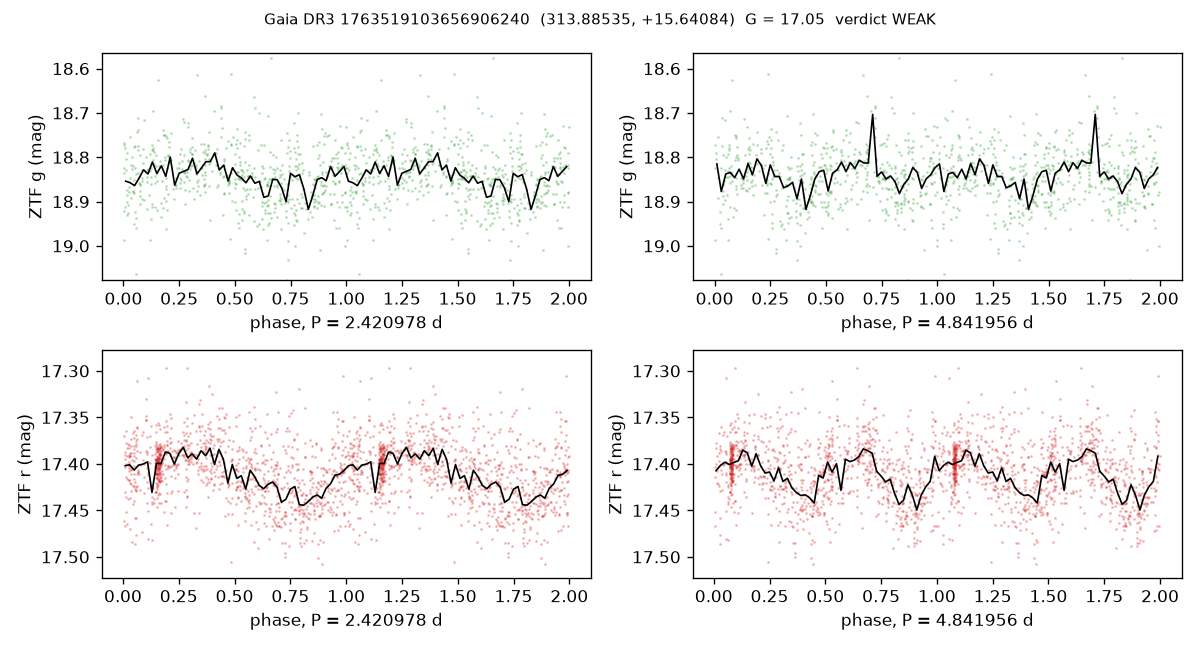 Gaia DR3 1763519103656906240  (313.88535, +15.64084)  G = 17.05  verdict WEAK
ZTF g (mag)
18.6
18.7
18.8
18.9
19.0
0.00 0.25 0.50 0.75 1.00 1.25 1.50 1.75 2.00
phase, P = 2.420978 d
ZTF g (mag)
18.6
18.7
18.8
18.9
19.0
0.00 0.25 0.50 0.75 1.00 1.25 1.50 1.75 2.00
phase, P = 4.841956 d
ZTF r (mag)
17.30
17.35
17.40
17.45
17.50
0.00 0.25 0.50 0.75 1.00 1.25 1.50 1.75 2.00
phase, P = 2.420978 d
ZTF r (mag)
17.30
17.35
17.40
17.45
17.50
0.00 0.25 0.50 0.75 1.00 1.25 1.50 1.75 2.00
phase, P = 4.841956 d